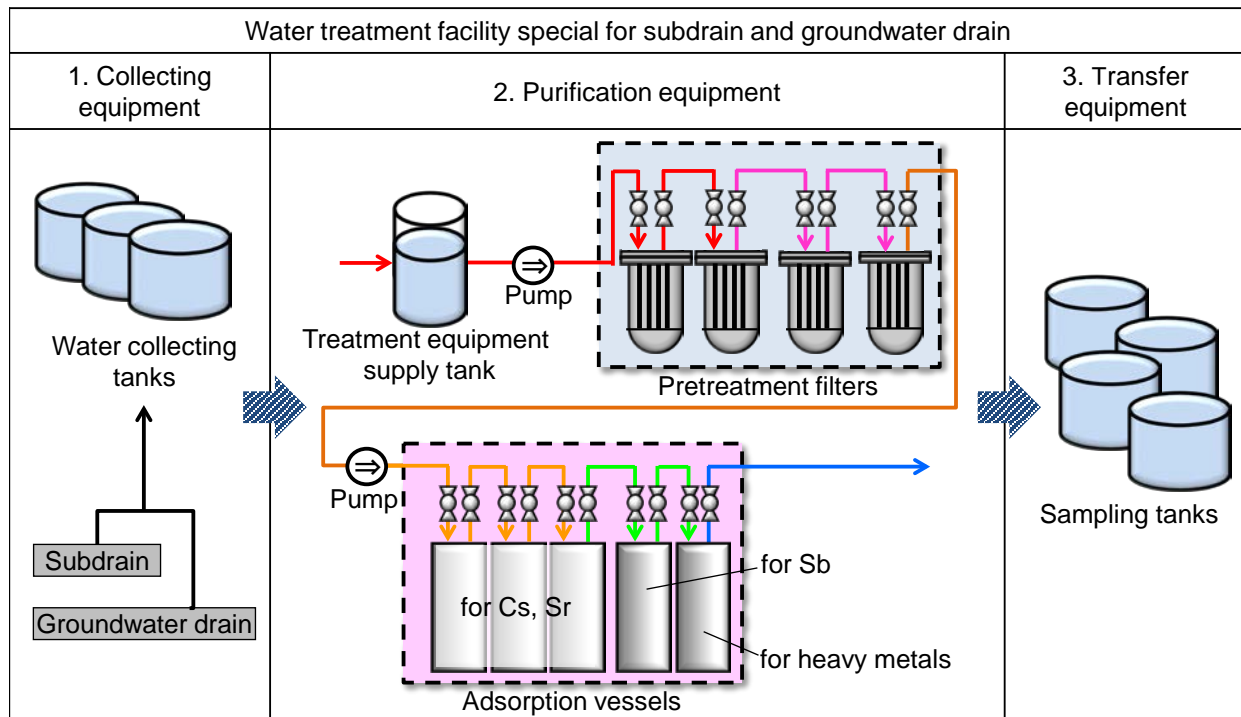 Water treatment facility special for subdrain and groundwater drain
1. Collecting
equipment
2. Purification equipment
3. Transfer
equipment
Water collecting
tanks
Subdrain
Groundwater drain
Treatment equipment
supply tank
⇒
Pump
Pretreatment filters
⇒
Pump
for Cs, Sr
for Sb
for heavy metals
Adsorption vessels
Sampling tanks